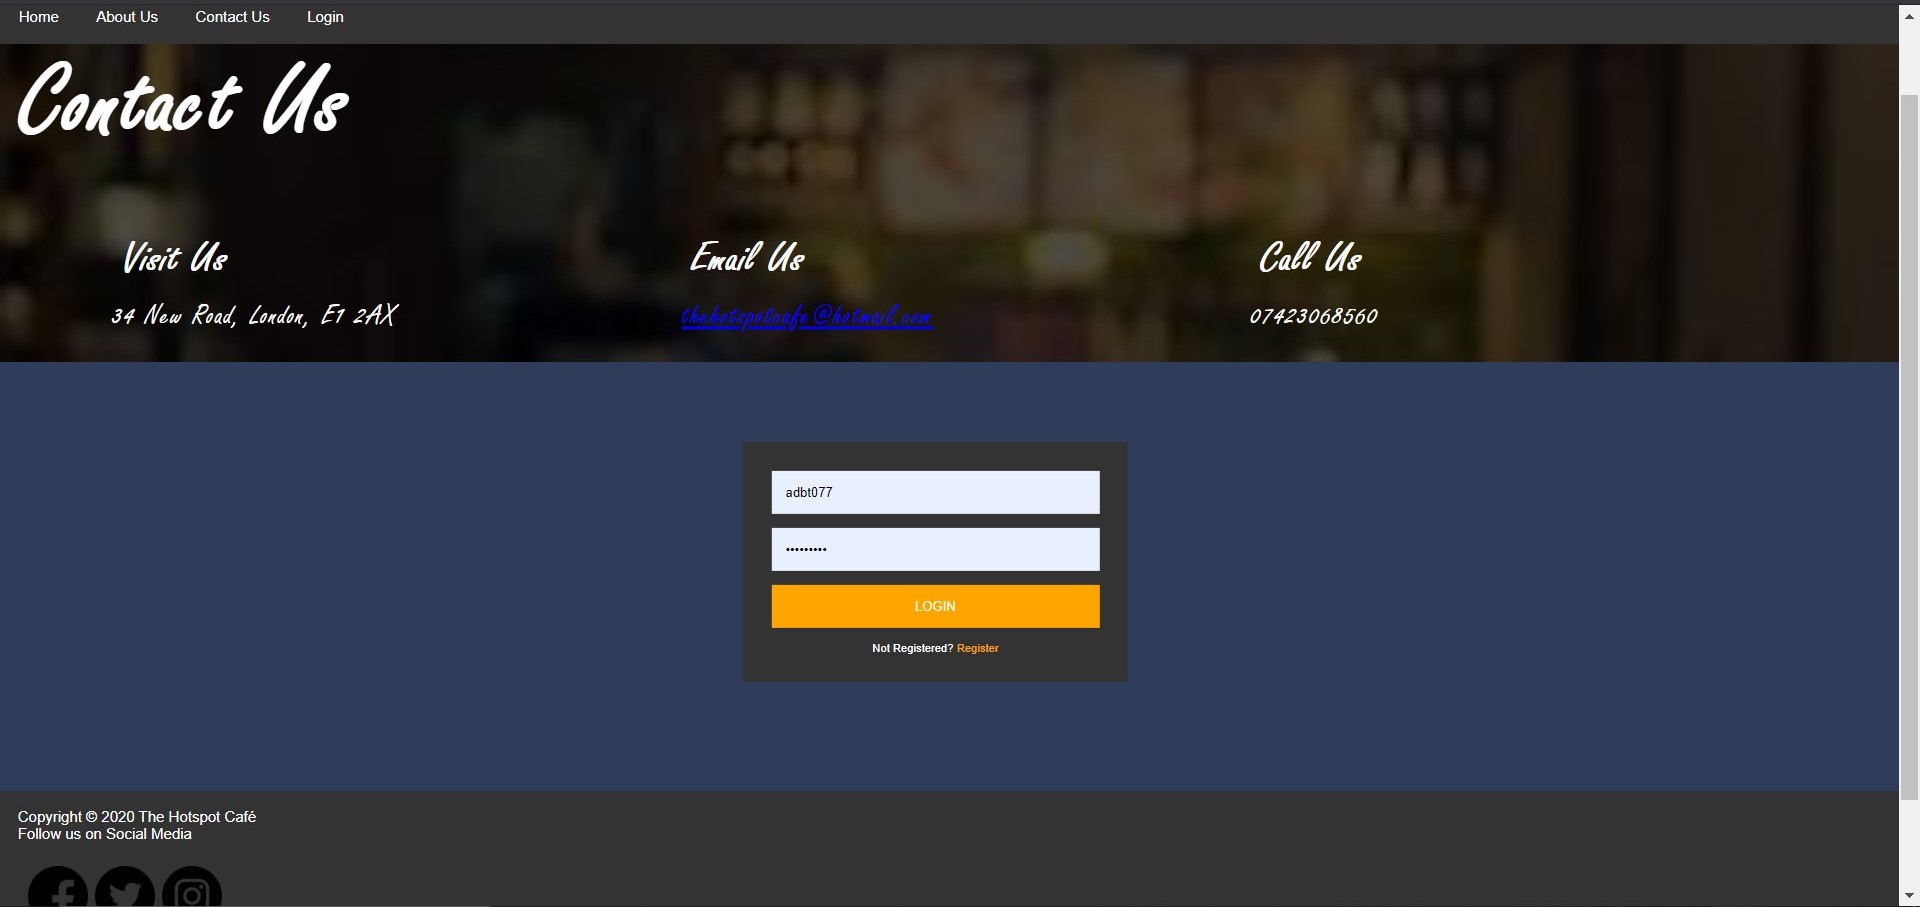 Home About Us Contact Us Login
Contact Us
Visit Us Email Us Call Us
34 New Road, London, E1 2AX thehotspotcafe@hotmail.com 07423068560
adbt077
•••••••••
LOGIN
Not Registered? Register
Copyright © 2020 The Hotspot Café
Follow us on Social Media